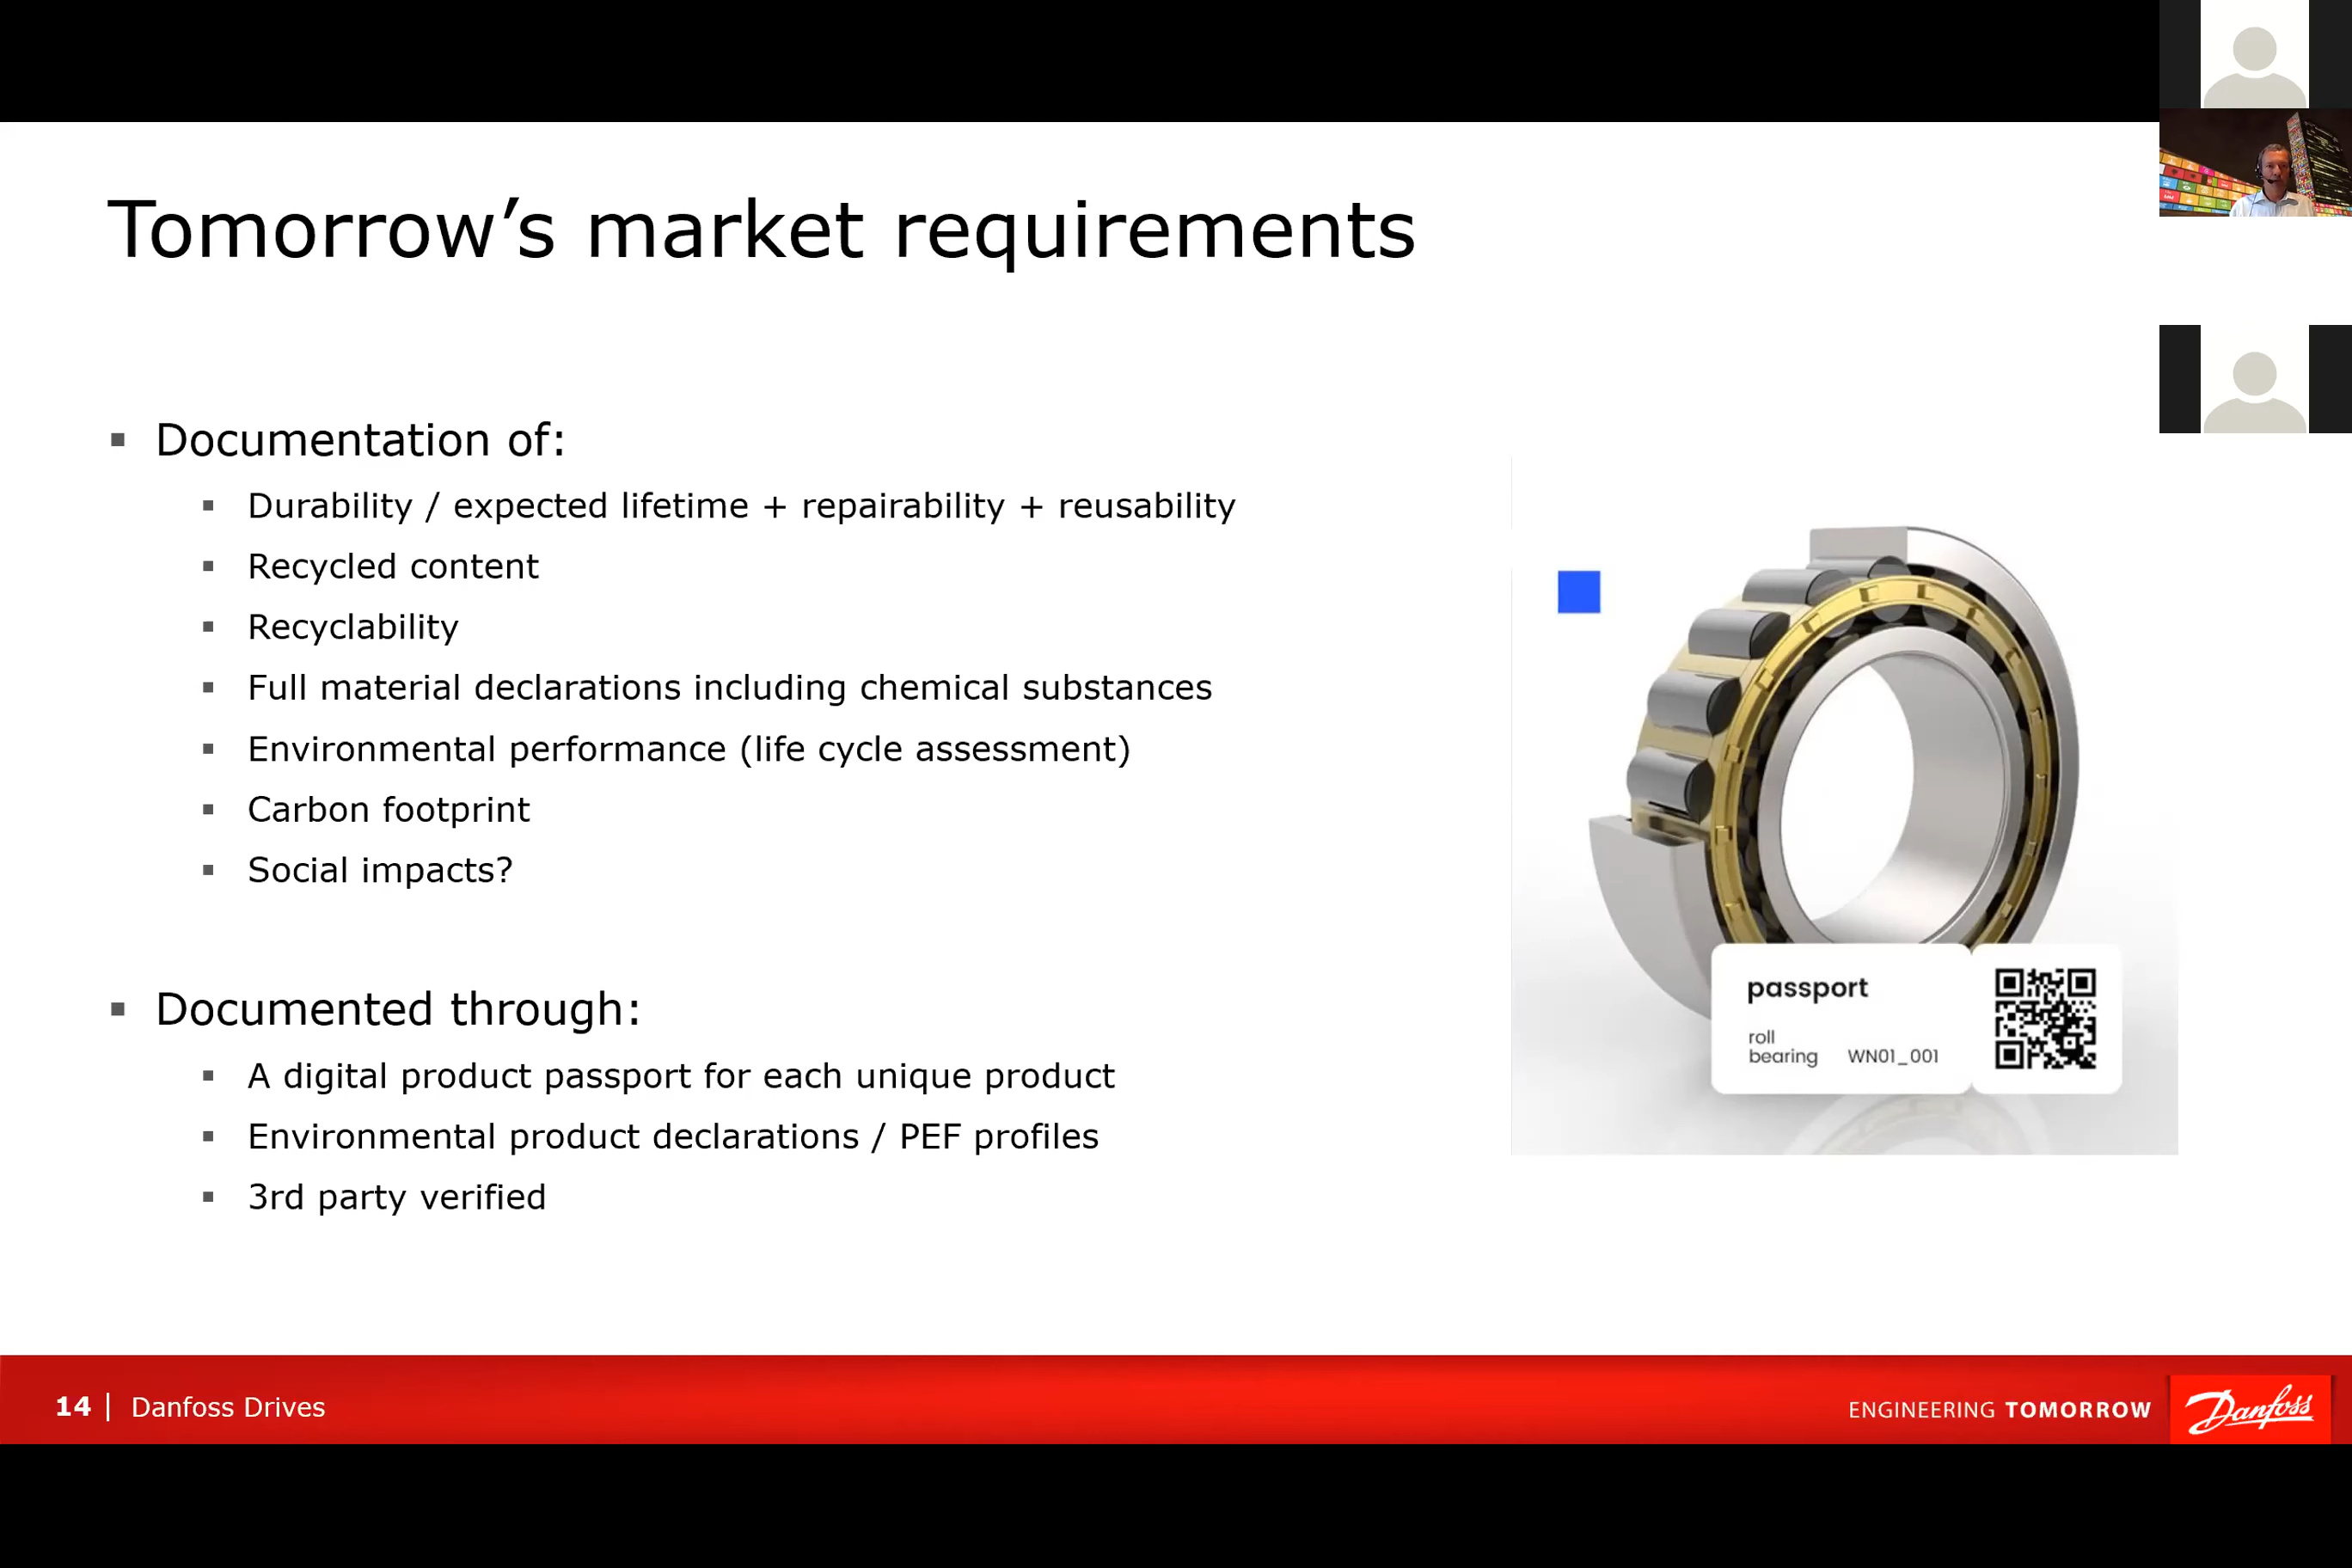 Tomorrow’s market requirements
Documentation of:
Durability / expected lifetime + repairability + reusability
Recycled content
Recyclability
Full material declarations including chemical substances
Environmental performance (life cycle assessment)
Carbon footprint
Social impacts?
Documented through:
A digital product passport for each unique product
Environmental product declarations / PEF profiles
3rd party verified
passport
roll
bearing WN01_001
14 | Danfoss Drives
ENGINEERING TOMORROW
Danfoss